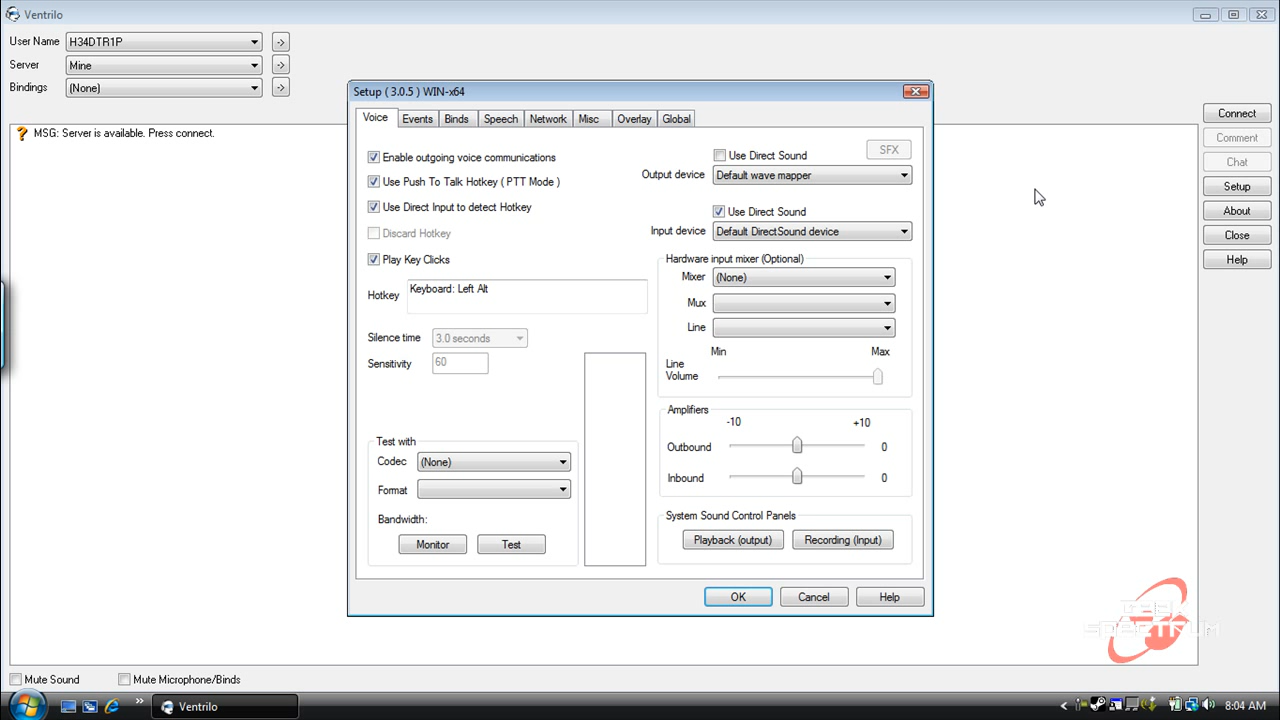 Ventrilo
User Name H34DTR1P ->
Server Mine ->
Bindings (None) ->
MSG: Server is available. Press connect.
Connect
Comment
Chat
Setup
About
Close
Help
Setup ( 3.0.5 ) WIN-x64
Voice Events Binds Speech Network Misc Overlay Global
Enable outgoing voice communications
Use Push To Talk Hotkey ( PTT Mode )
Use Direct Input to detect Hotkey
Discard Hotkey
Play Key Clicks
Hotkey Keyboard: Left Alt
Silence time 3.0 seconds
Sensitivity 60
Test with
Codec (None)
Format
Bandwidth:
Monitor Test
Use Direct Sound SFX
Output device Default wave mapper
Use Direct Sound
Input device Default DirectSound device
Hardware input mixer (Optional)
Mixer (None)
Mux
Line
Min Max
Line
Volume
Amplifiers
-10 +10
Outbound 0
Inbound 0
System Sound Control Panels
Playback (output) Recording (Input)
OK Cancel Help
GEEK
SPECTRUM
Mute Sound Mute Microphone/Binds
Ventrilo 8:04 AM